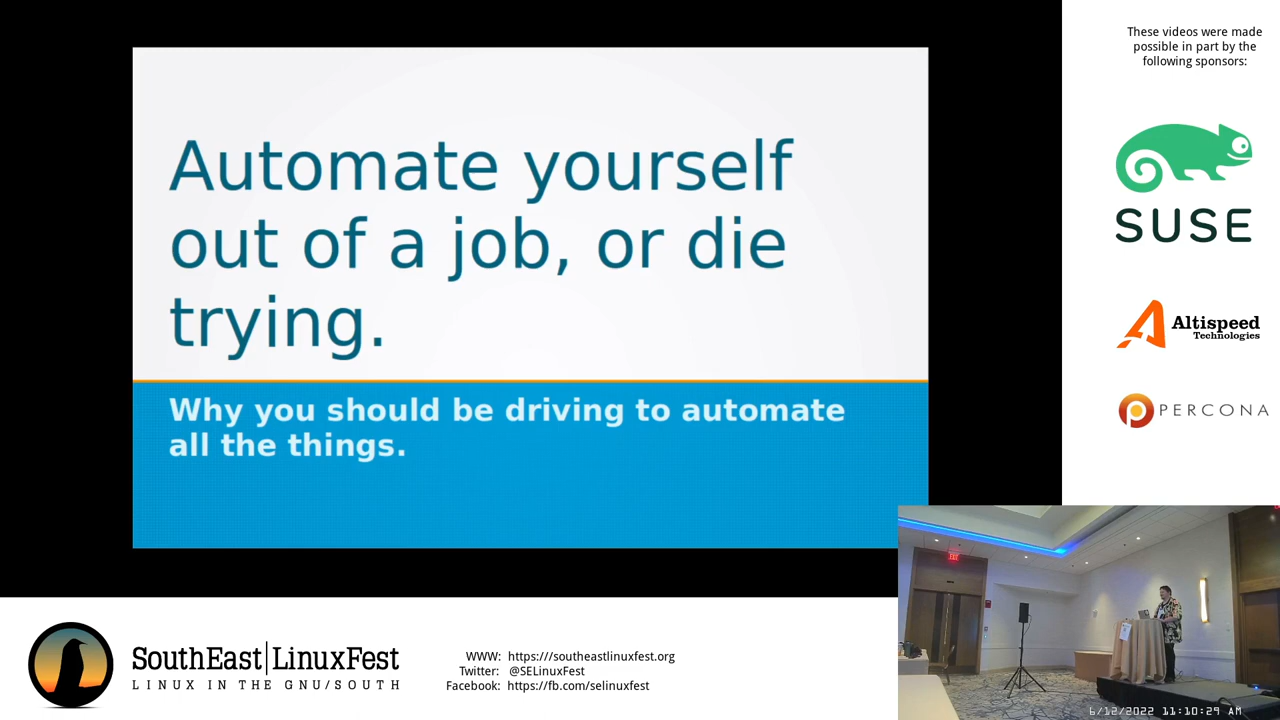 Automate yourself
out of a job, or die
trying.
Why you should be driving to automate
all the things.
These videos were made
possible in part by the
following sponsors:
SUSE
Altispeed
Technologies
PERCONA
SouthEast|LinuxFest
LINUX IN THE GNU/SOUTH
WWW: https:///southeastlinuxfest.org
Twitter: @SELinuxFest
Facebook: https://fb.com/selinuxfest
6/12/2022 11:10:29 AM